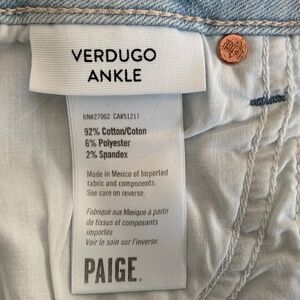 VERDUGO
ANKLE
RN#27002 CA#51217
92% Cotton/Coton
6% Polyester
2% Spandex
Made in Mexico of Imported
fabric and components.
See care on reverse.
Fabriqué aux Mexique à partir
de tissus et composants
importés
Voir le soin sur l'inverse.
PAIGE